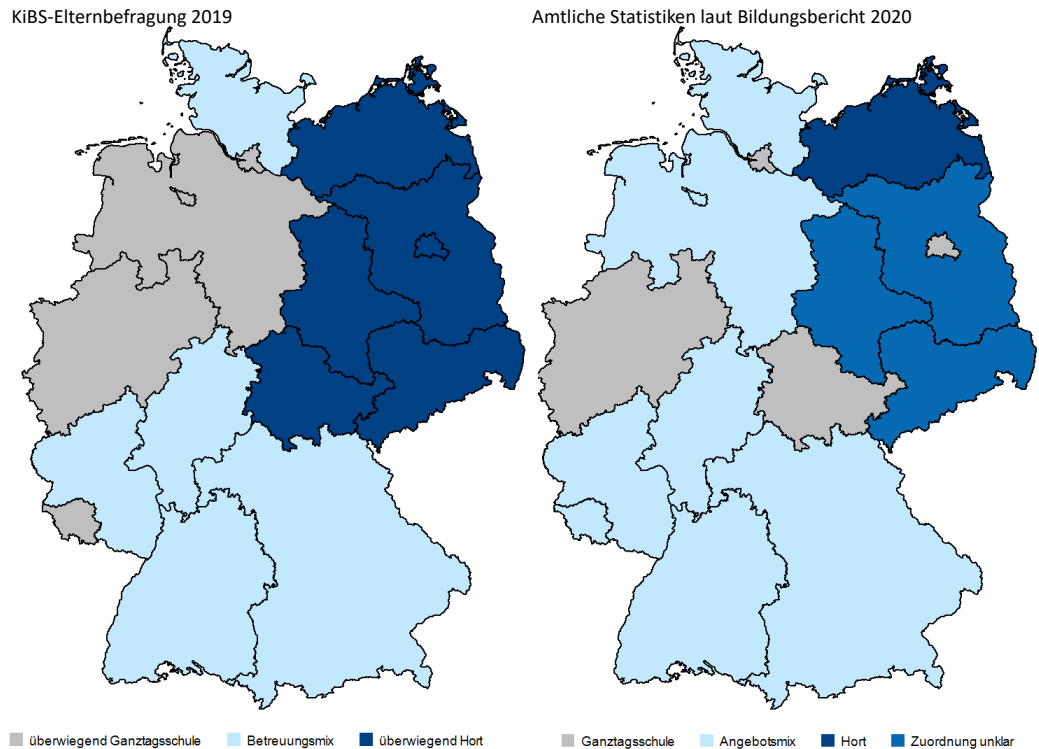 KiBS-Elternbefragung 2019
Amtliche Statistiken laut Bildungsbericht 2020
überwiegend Ganztagsschule Betreuungsmix überwiegend Hort
Ganztagsschule Angebotsmix Hort Zuordnung unklar